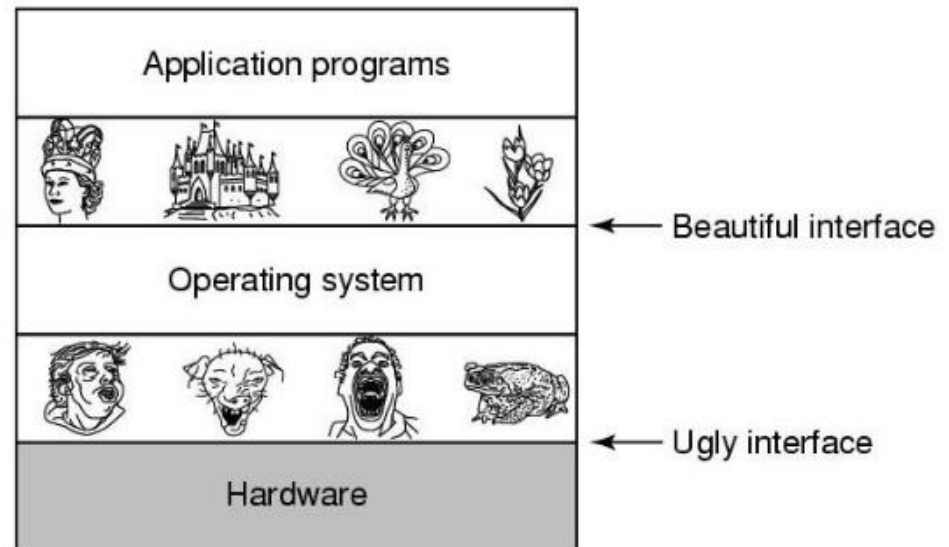 Application programs
Beautiful interface
Operating system
Ugly interface
Hardware